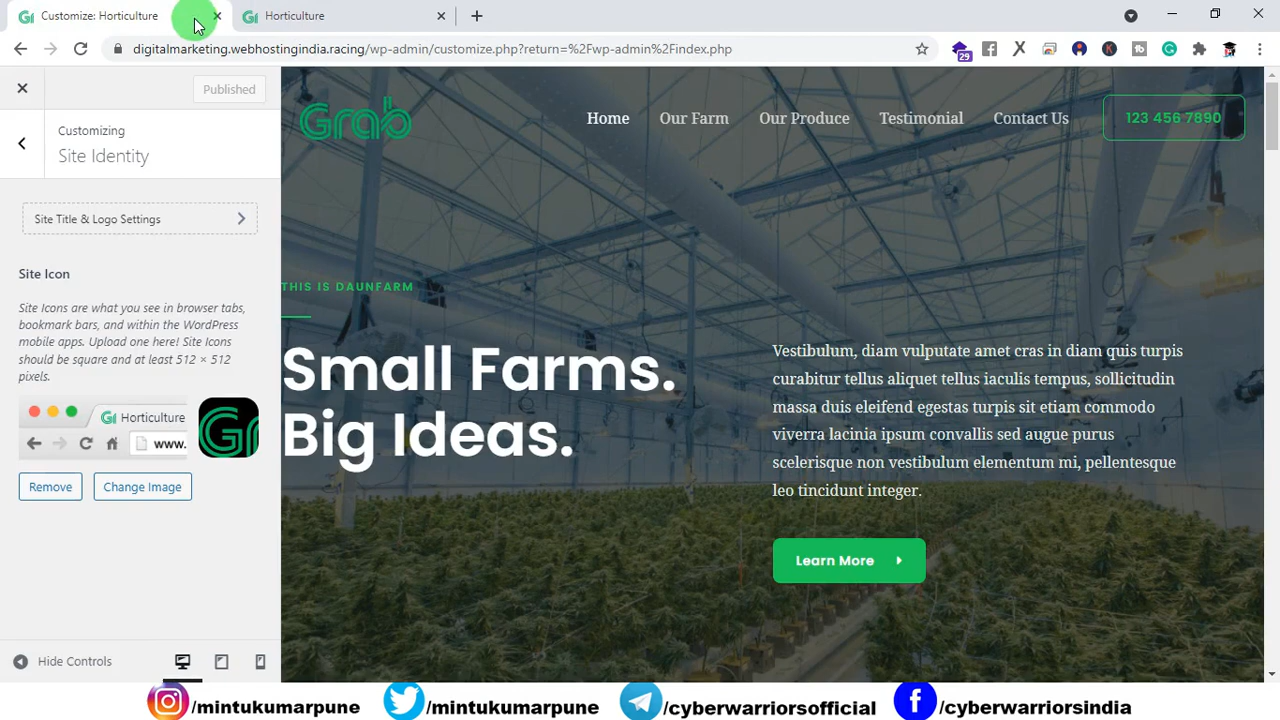 Customize: Horticulture
Horticulture
digitalmarketing.webhostingindia.racing/wp-admin/customize.php?return=%2Fwp-admin%2Findex.php
29
Published
Customizing
Site Identity
Site Title & Logo Settings
Site Icon
Site Icons are what you see in browser tabs,
bookmark bars, and within the WordPress
mobile apps. Upload one here! Site Icons
should be square and at least 512 × 512
pixels.
Horticulture
www.
Gr
Remove
Change Image
Hide Controls
Grab
Home
Our Farm
Our Produce
Testimonial
Contact Us
123 456 7890
THIS IS DAUNFARM
Small Farms.
Big Ideas.
Vestibulum, diam vulputate amet cras in diam quis turpis
curabitur tellus aliquet tellus iaculis tempus, sollicitudin
massa duis eleifend egestas turpis sit etiam commodo
viverra lacinia ipsum convallis sed augue purus
scelerisque non vestibulum elementum mi, pellentesque
leo tincidunt integer.
Learn More
/mintukumarpune
/mintukumarpune
/cyberwarriorsofficial
/cyberwarriorsindia